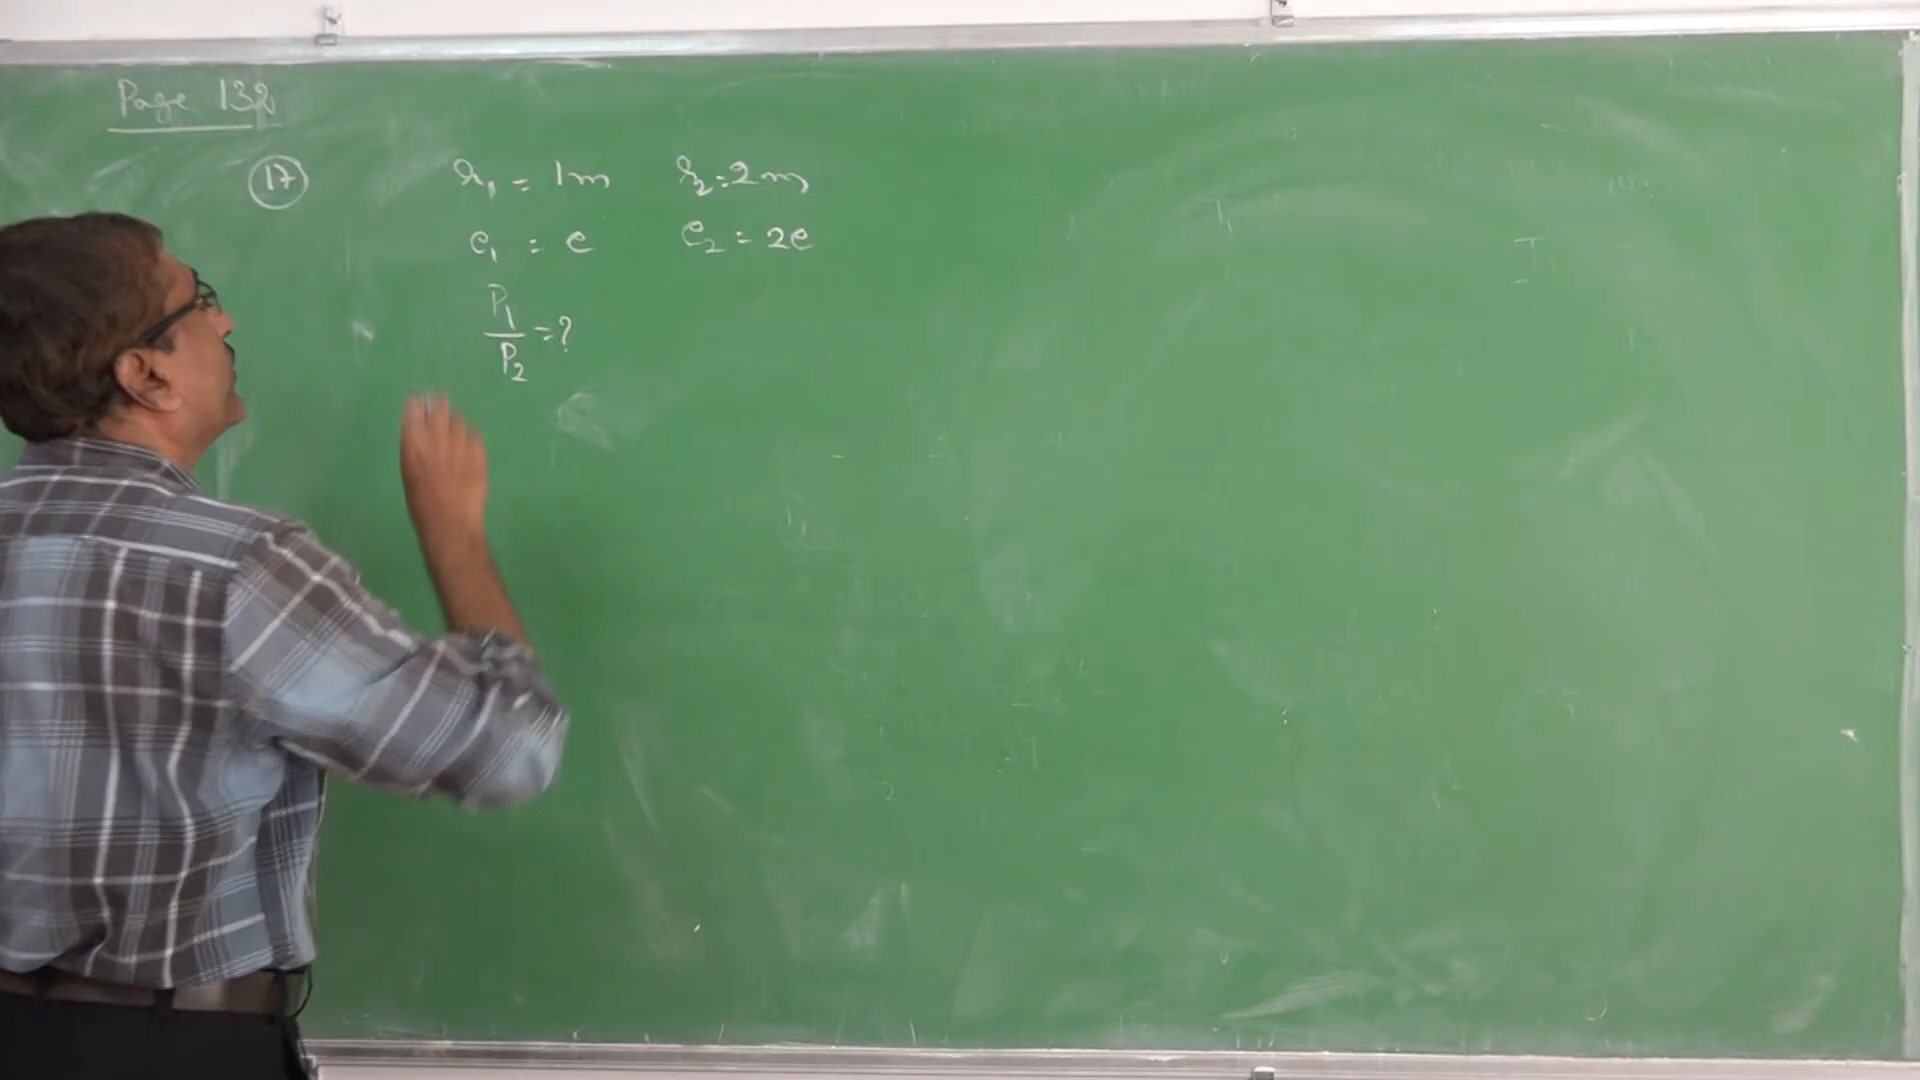 Page 132
17
r₁ = 1m r₂ = 2m
e₁ = e e₂ = 2e
P₁/P₂ = ?